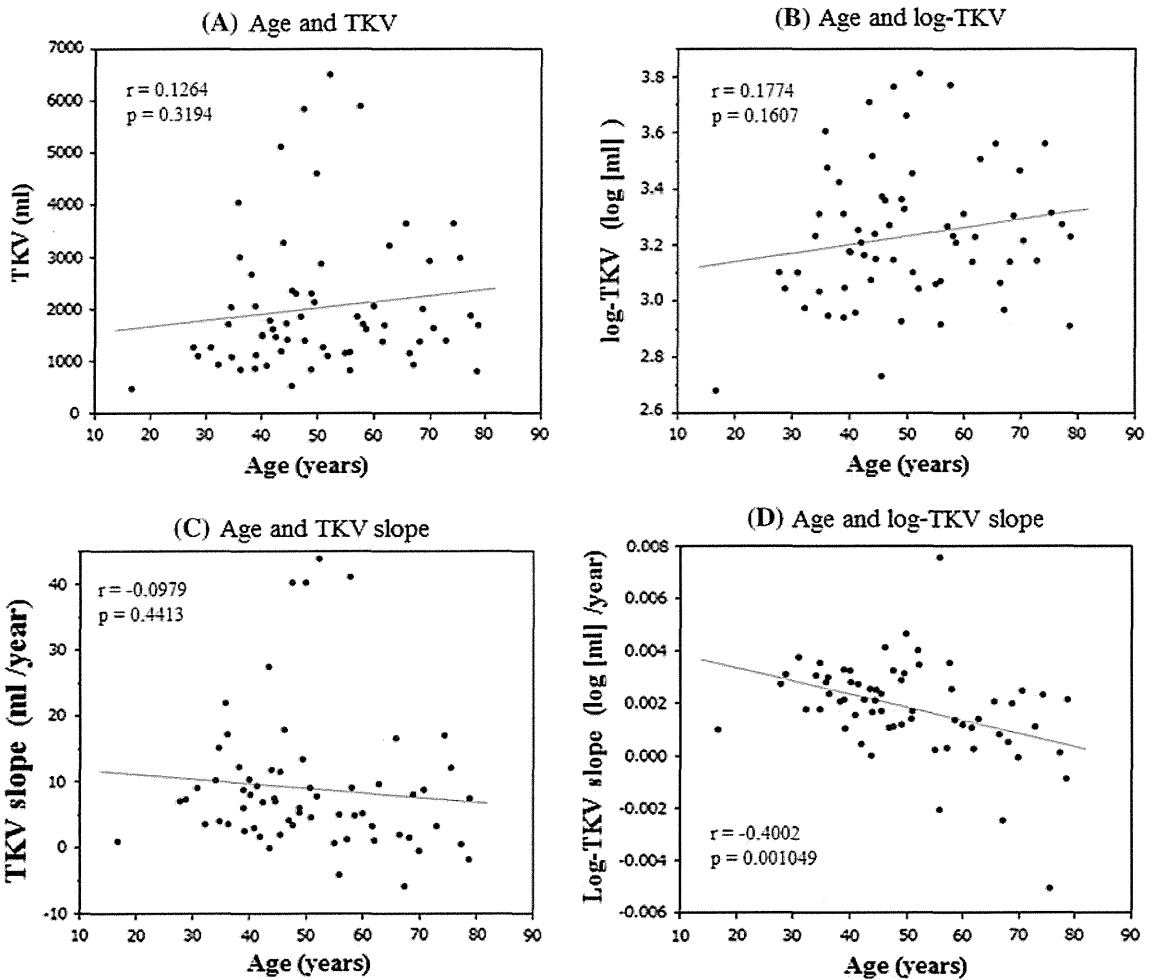 (A) Age and TKV
7000
6000
5000
4000
3000
2000
1000
0
TKV (ml)
r = 0.1264
p = 0.3194
10 20 30 40 50 60 70 80 90
Age (years)
(B) Age and log-TKV
3.8
3.6
3.4
3.2
3.0
2.8
2.6
log-TKV (log [ml] )
r = 0.1774
p = 0.1607
10 20 30 40 50 60 70 80 90
Age (years)
(C) Age and TKV slope
40
30
20
10
0
-10
TKV slope (ml /year)
r = -0.0979
p = 0.4413
10 20 30 40 50 60 70 80 90
Age (years)
(D) Age and log-TKV slope
0.008
0.006
0.004
0.002
0.000
-0.002
-0.004
-0.006
Log-TKV slope (log [ml] /year)
r = -0.4002
p = 0.001049
10 20 30 40 50 60 70 80 90
Age (years)